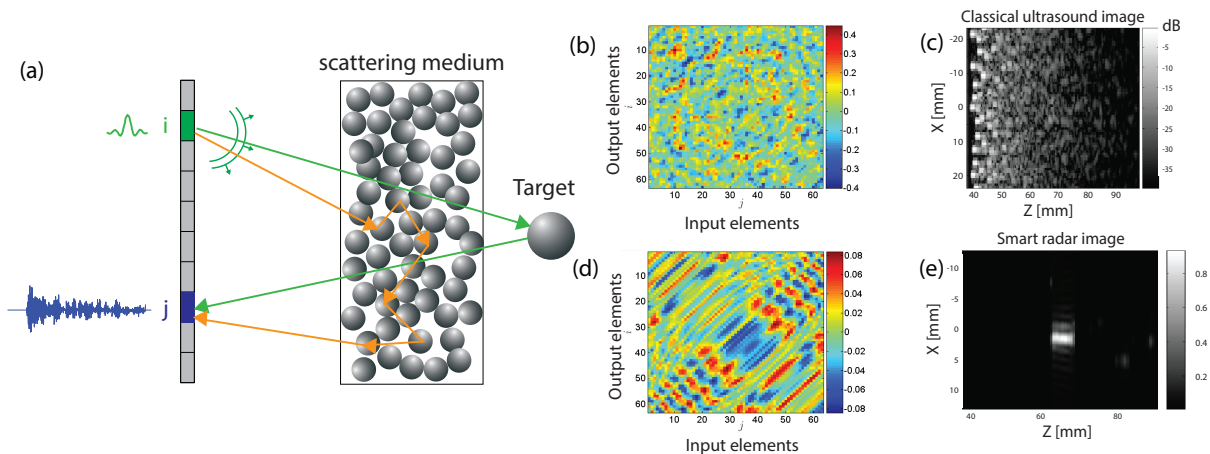 (a)
scattering medium
i
j
Target
(b)
Output elements
i
10
20
30
40
50
60
10 20 30 40 50 60
j
Input elements
0.4
0.3
0.2
0.1
0
-0.1
-0.2
-0.3
-0.4
(c)
Classical ultrasound image
dB
X [mm]
-20
-10
0
10
20
40 50 60 70 80 90
Z [mm]
-5
-10
-15
-20
-25
-30
-35
(d)
Output elements
i
10
20
30
40
50
60
10 20 30 40 50 60
j
Input elements
0.08
0.06
0.04
0.02
0
-0.02
-0.04
-0.06
-0.08
(e)
Smart radar image
X [mm]
-10
-5
0
5
10
40 60 80
Z [mm]
0.8
0.6
0.4
0.2